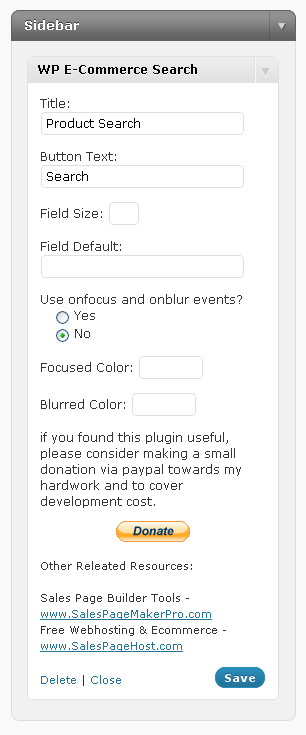 Sidebar
WP E-Commerce Search
Title:
Product Search
Button Text:
Search
Field Size:
Field Default:
Use onfocus and onblur events?
Yes
No
Focused Color:
Blurred Color:
if you found this plugin useful,
please consider making a small
donation via paypal towards my
hardwork and to cover
development cost.
Donate
Other Releated Resources:
Sales Page Builder Tools -
www.SalesPageMakerPro.com
Free Webhosting & Ecommerce -
www.SalesPageHost.com
Delete | Close Save